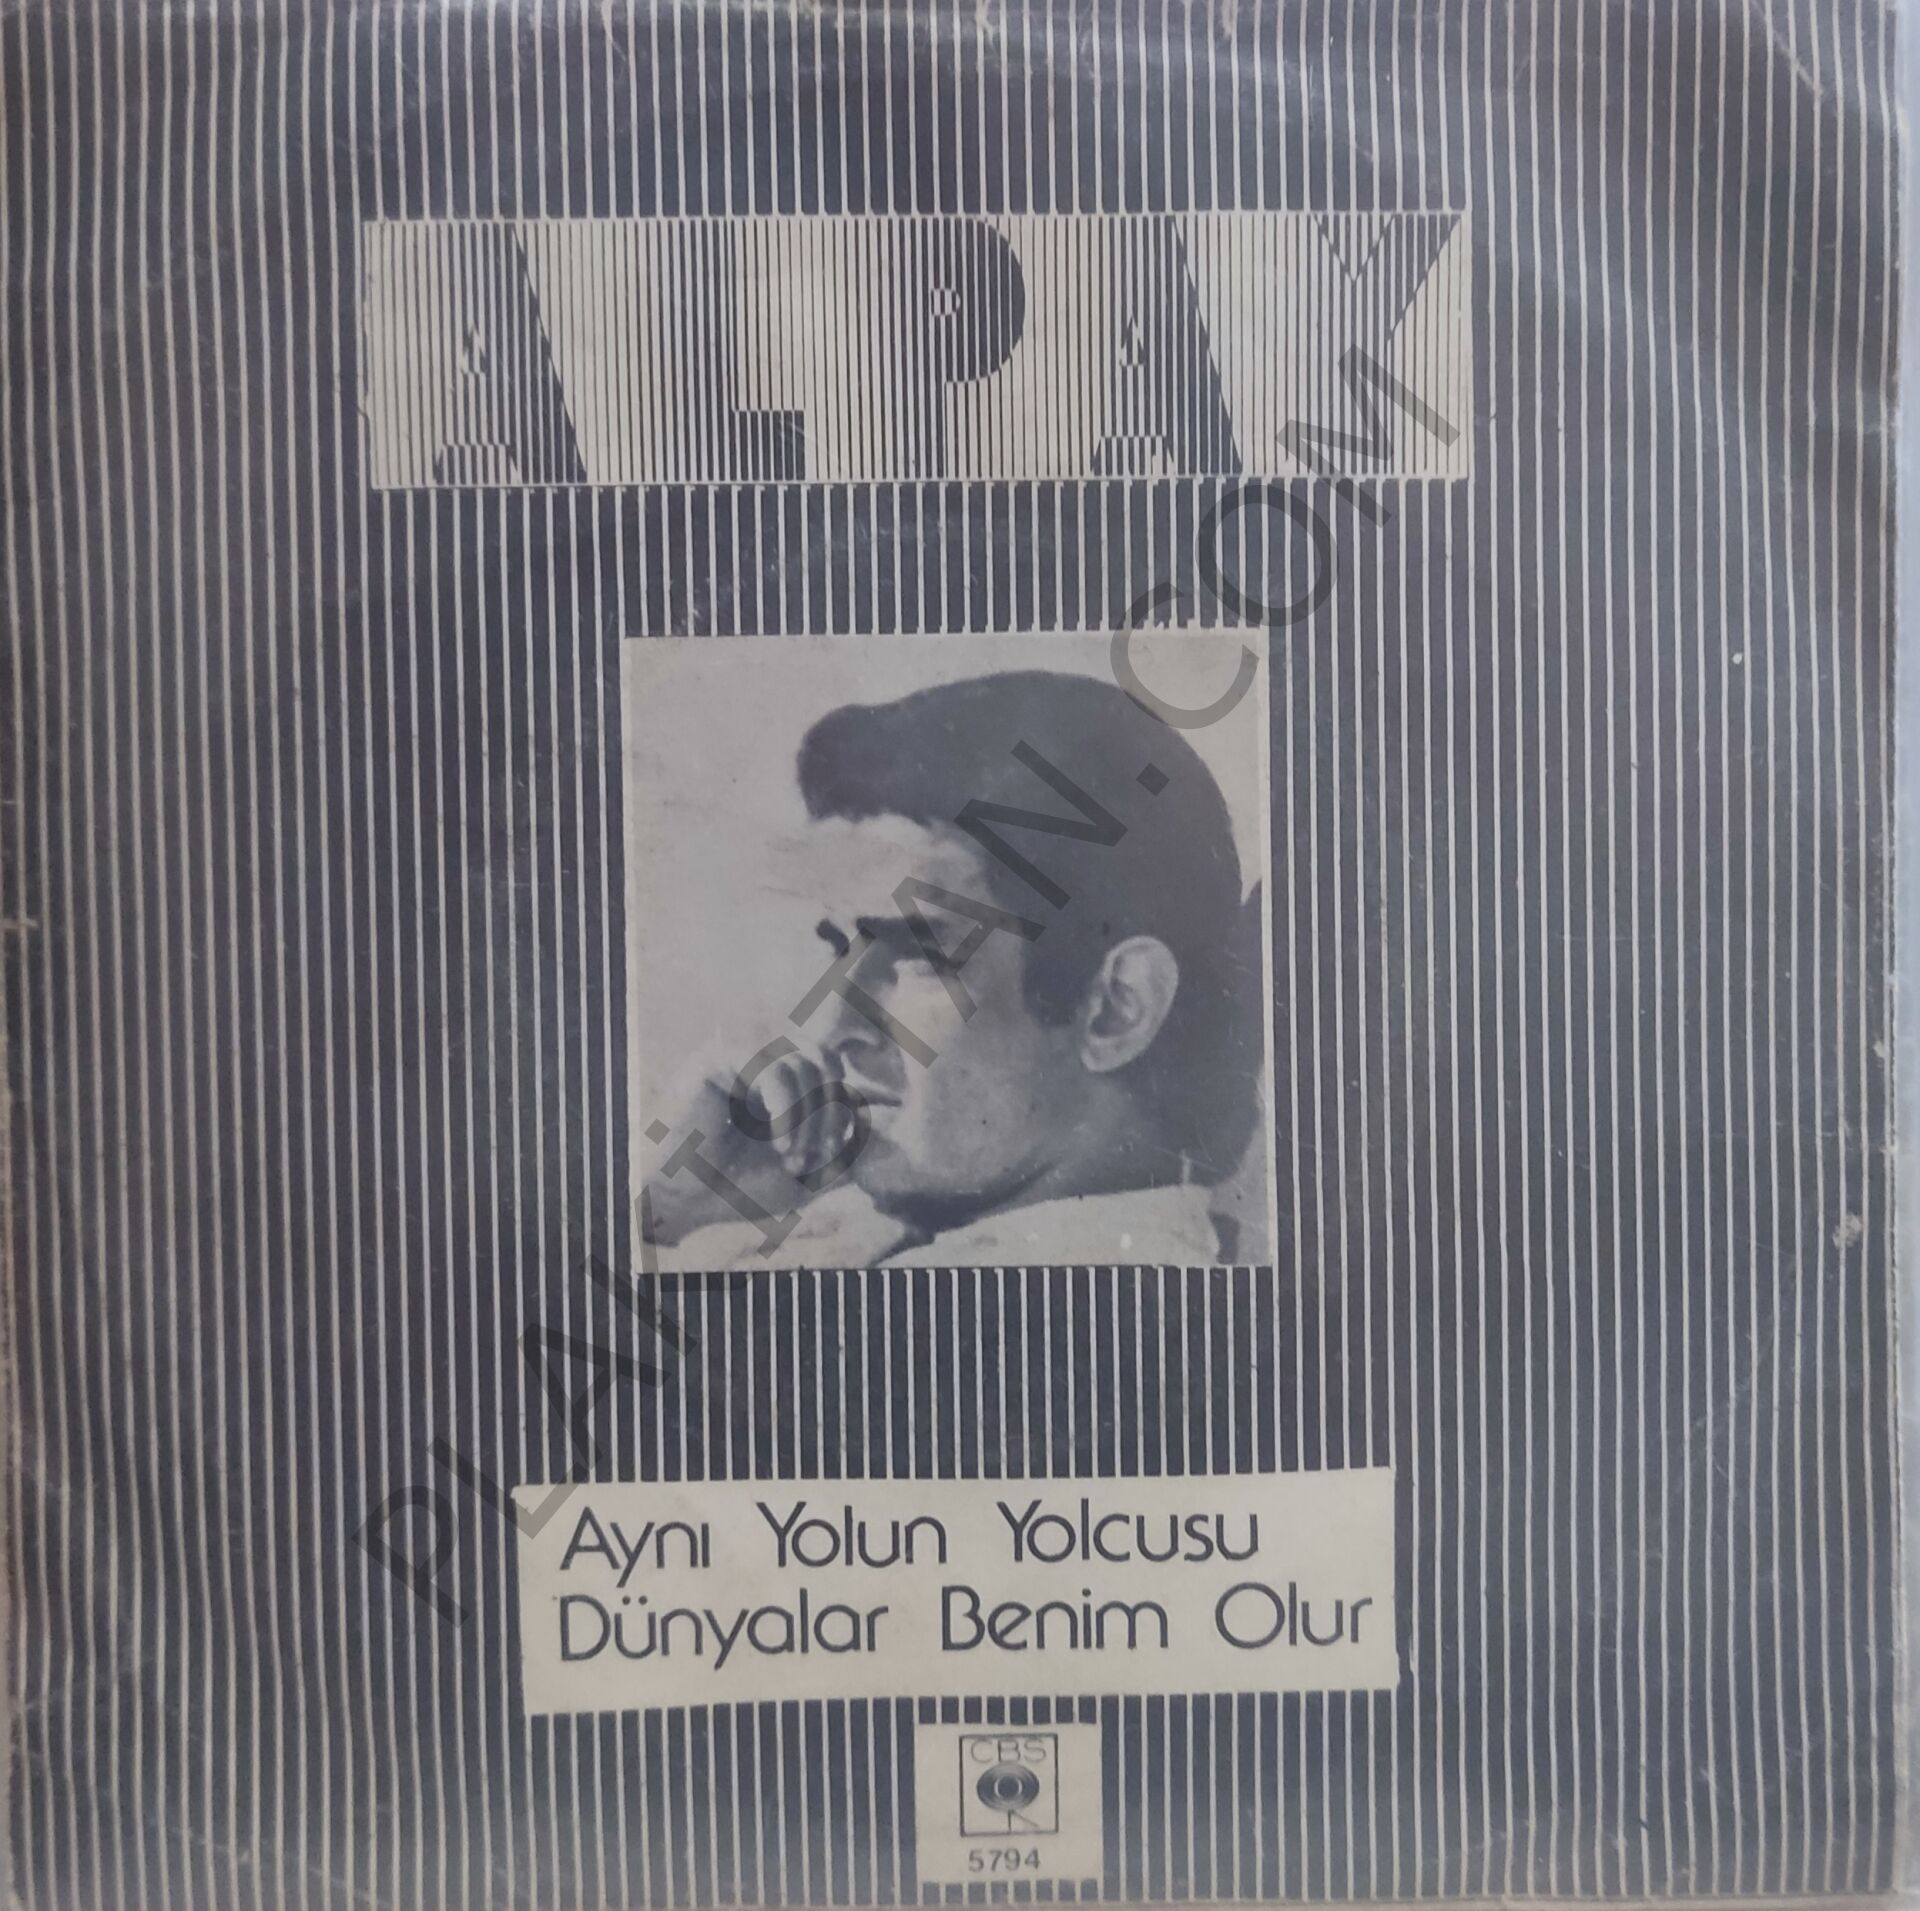 ALPAY
Aynı Yolun Yolcusu
Dünyalar Benim Olur
CBS
5794
PLAKİSTAN.COM